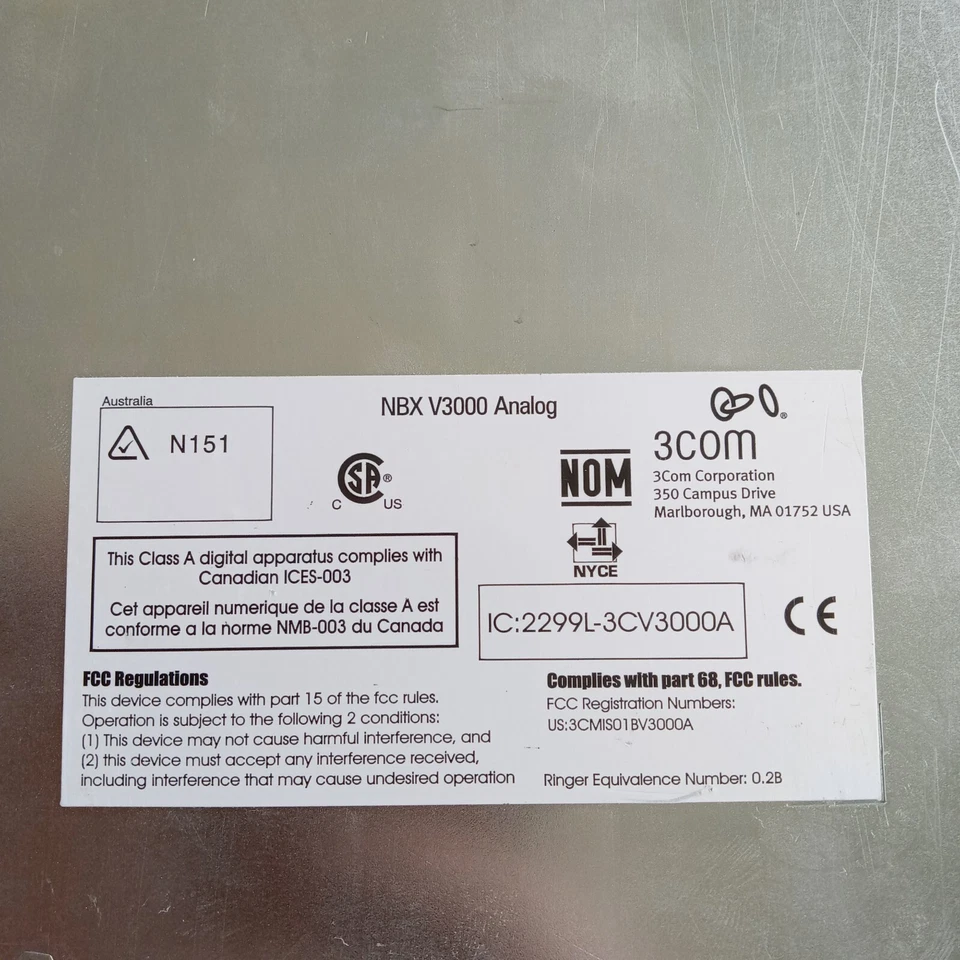 Australia
N151
NBX V3000 Analog
CSA®
C US
NOM
NYCE
®
3COM
3Com Corporation
350 Campus Drive
Marlborough, MA 01752 USA
This Class A digital apparatus complies with
Canadian ICES-003
Cet appareil numerique de la classe A est
conforme a la norme NMB-003 du Canada
IC:2299L-3CV3000A
CE
FCC Regulations
This device complies with part 15 of the fcc rules.
Operation is subject to the following 2 conditions:
(1) This device may not cause harmful interference, and
(2) this device must accept any interference received,
including interference that may cause undesired operation
Complies with part 68, FCC rules.
FCC Registration Numbers:
US:3CMIS01BV3000A
Ringer Equivalence Number: 0.2B